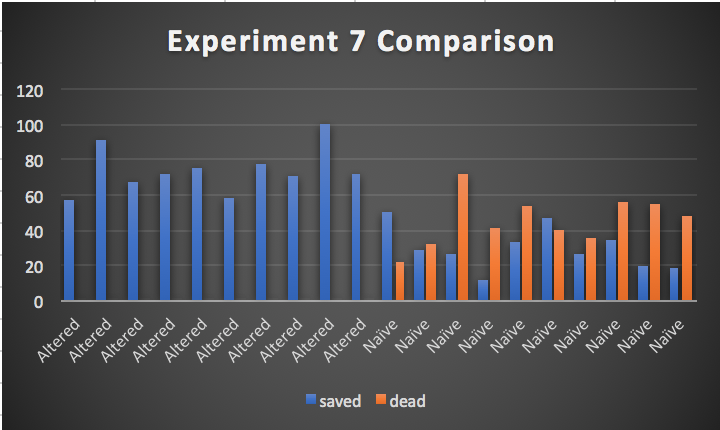 Experiment 7 Comparison
120
100
80
60
40
20
0
Altered Altered Altered Altered Altered Altered Altered Altered Altered Altered Naïve Naïve Naïve Naïve Naïve Naïve Naïve Naïve Naïve Naïve
saved dead